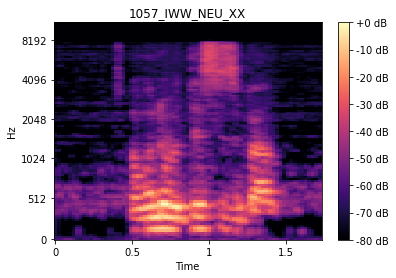 1057_IWW_NEU_XX
+0 dB
8192
-10 dB
4096
-20 dB
-30 dB
2048
-40 dB
Hz
1024
-50 dB
512
-60 dB
-70 dB
0
-80 dB
0
0.5
1
1.5
Time